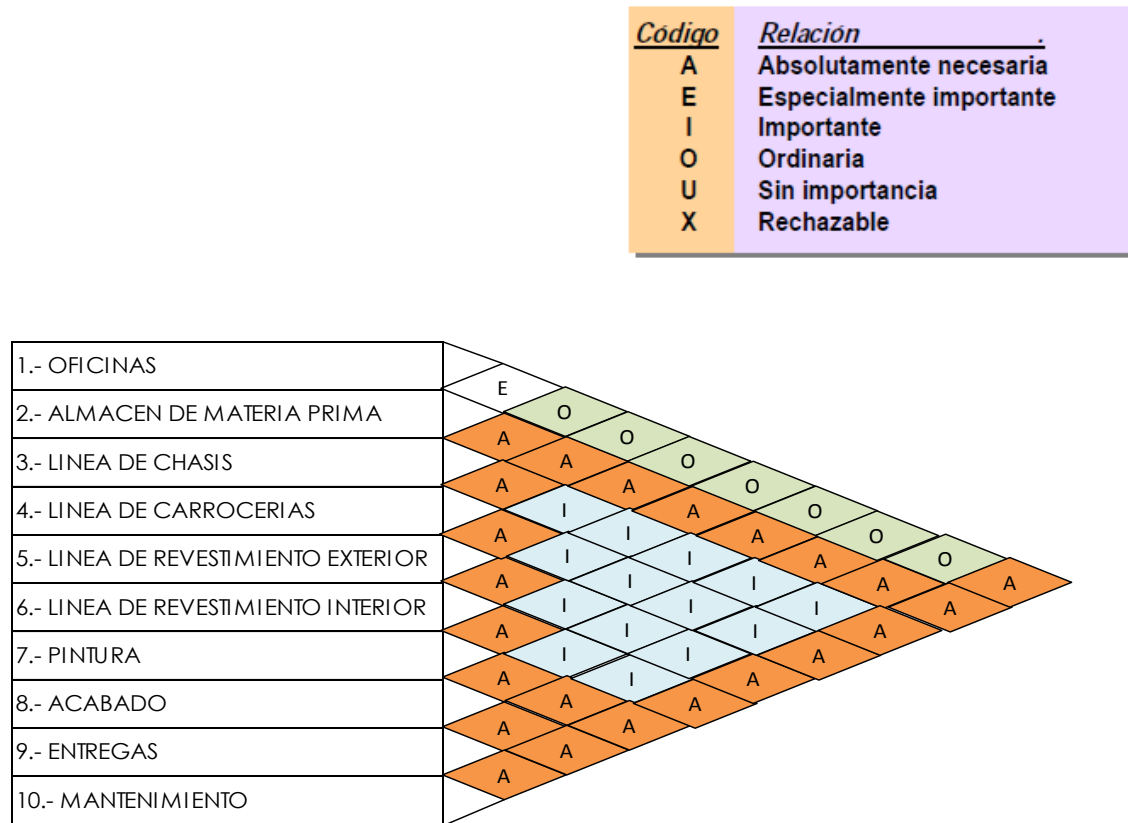 Código Relación .
A Absolutamente necesaria
E Especialmente importante
I Importante
O Ordinaria
U Sin importancia
X Rechazable
1.- OFICINAS
E
2.- ALMACEN DE MATERIA PRIMA O
A O
3.- LINEA DE CHASIS A O
A A O
4.- LINEA DE CARROCERIAS I A O
A I A O
5.- LINEA DE REVESTIMIENTO EXTERIOR I I A O
A I I A A
6.- LINEA DE REVESTIMIENTO INTERIOR I I I A
A I I A
7.- PINTURA I I A
A I A
8.- ACABADO A A
A A
9.- ENTREGAS A
A
10.- MANTENIMIENTO